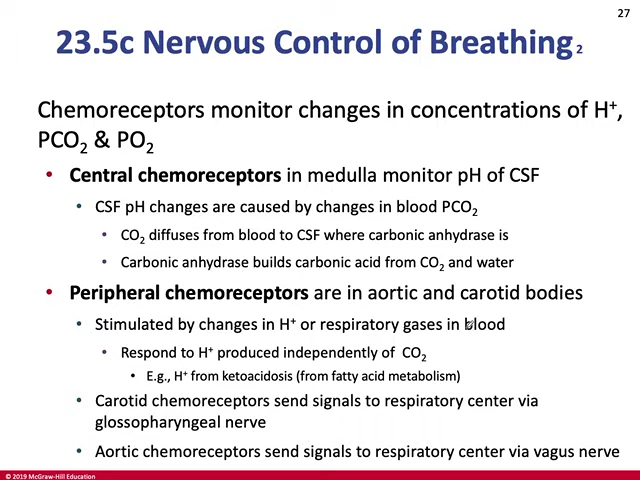 27
23.5c Nervous Control of Breathing 2
Chemoreceptors monitor changes in concentrations of H⁺,
PCO₂ & PO₂
• Central chemoreceptors in medulla monitor pH of CSF
• CSF pH changes are caused by changes in blood PCO₂
• CO₂ diffuses from blood to CSF where carbonic anhydrase is
• Carbonic anhydrase builds carbonic acid from CO₂ and water
• Peripheral chemoreceptors are in aortic and carotid bodies
• Stimulated by changes in H⁺ or respiratory gases in blood
• Respond to H⁺ produced independently of CO₂
• E.g., H⁺ from ketoacidosis (from fatty acid metabolism)
• Carotid chemoreceptors send signals to respiratory center via
glossopharyngeal nerve
• Aortic chemoreceptors send signals to respiratory center via vagus nerve
© 2019 McGraw-Hill Education